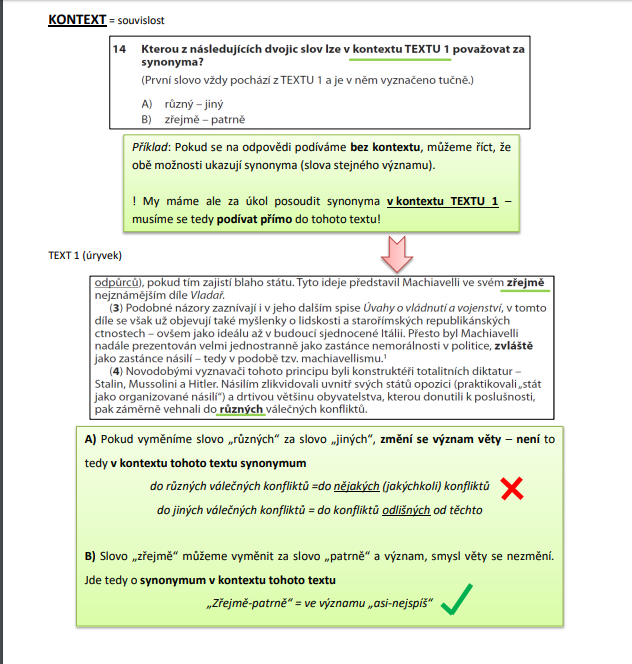 KONTEXT = souvislost
14 Kterou z následujících dvojic slov lze v kontextu TEXTU 1 považovat za
synonyma?
(První slovo vždy pochází z TEXTU 1 a je v něm vyznačeno tučně.)
A) různý – jiný
B) zřejmě – patrně
Příklad: Pokud se na odpovědi podíváme bez kontextu, můžeme říct, že
obě možnosti ukazují synonyma (slova stejného významu).
! My máme ale za úkol posoudit synonyma v kontextu TEXTU 1 –
musíme se tedy podívat přímo do tohoto textu!
TEXT 1 (úryvek)
odpůrců), pokud tím zajistí blaho státu. Tyto ideje představil Machiavelli ve svém zřejmě
nejznámějším díle Vladař.
(3) Podobné názory zaznívají i v jeho dalším spise Úvahy o vládnutí a vojenství, v tomto
díle se však už objevují také myšlenky o lidskosti a starořímských republikánských
ctnostech – ovšem jako ideálu až v budoucí sjednocené Itálii. Přesto byl Machiavelli
nadále prezentován velmi jednostranně jako zastánce nemorálnosti v politice, zvláště
jako zastánce násilí – tedy v podobě tzv. machiavellismu.¹
(4) Novodobými vyznavači tohoto principu byli konstruktéři totalitních diktatur –
Stalin, Mussolini a Hitler. Násilím zlikvidovali uvnitř svých států opozici (praktikovali „stát
jako organizované násilí“) a drtivou většinu obyvatelstva, kterou donutili k poslušnosti,
pak záměrně vehnali do různých válečných konfliktů.
A) Pokud vyměníme slovo „různých“ za slovo „jiných“, změní se význam věty – není to
tedy v kontextu tohoto textu synonymum
do různých válečných konfliktů =do nějakých (jakýchkoli) konfliktů
do jiných válečných konfliktů = do konfliktů odlišných od těchto
B) Slovo „zřejmě“ můžeme vyměnit za slovo „patrně“ a význam, smysl věty se nezmění.
Jde tedy o synonymum v kontextu tohoto textu
„Zřejmě-patrně“ = ve významu „asi-nejspíš“